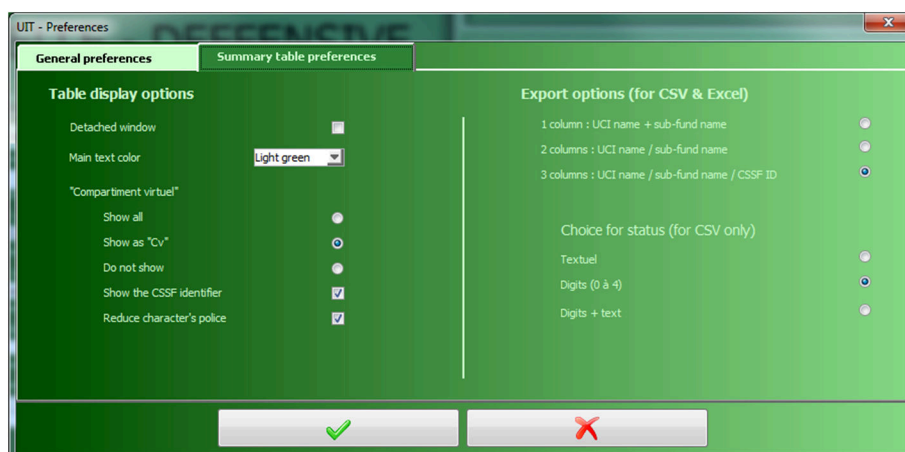 DEFFENSIVE
UIT - Preferences
General preferences
Summary table preferences
Table display options
Detached window
Main text color
Light green
"Compartiment virtuel"
Show all
Show as "Cv"
Do not show
Show the CSSF identifier
Reduce character's police
Export options (for CSV & Excel)
1 column : UCI name + sub-fund name
2 columns : UCI name / sub-fund name
3 columns : UCI name / sub-fund name / CSSF ID
Choice for status (for CSV only)
Textuel
Digits (0 à 4)
Digits + text